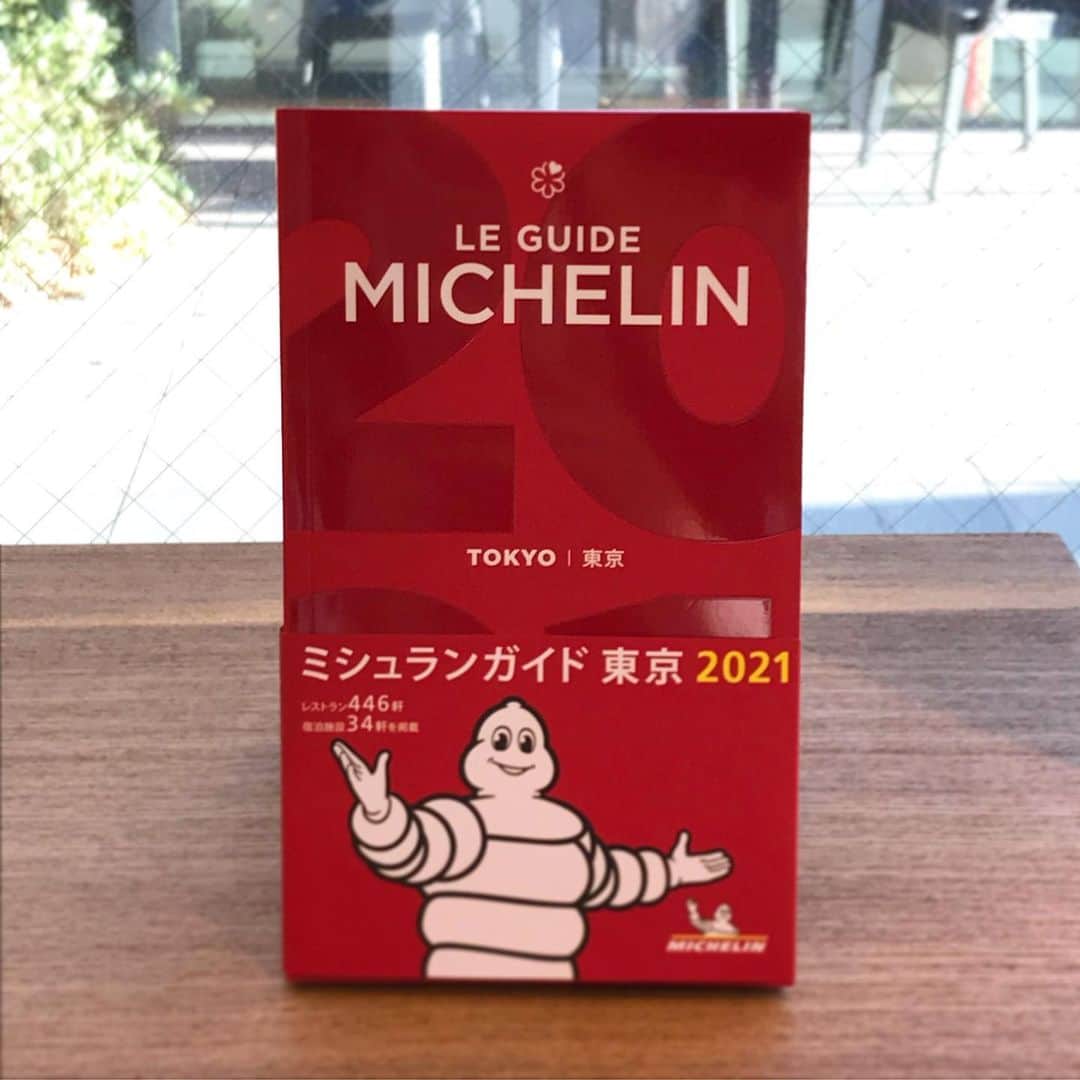 LE GUIDE
MICHELIN
20
TOKYO | 東京
ミシュランガイド 東京 2021
レストラン446軒
宿泊施設34軒を掲載
MICHELIN